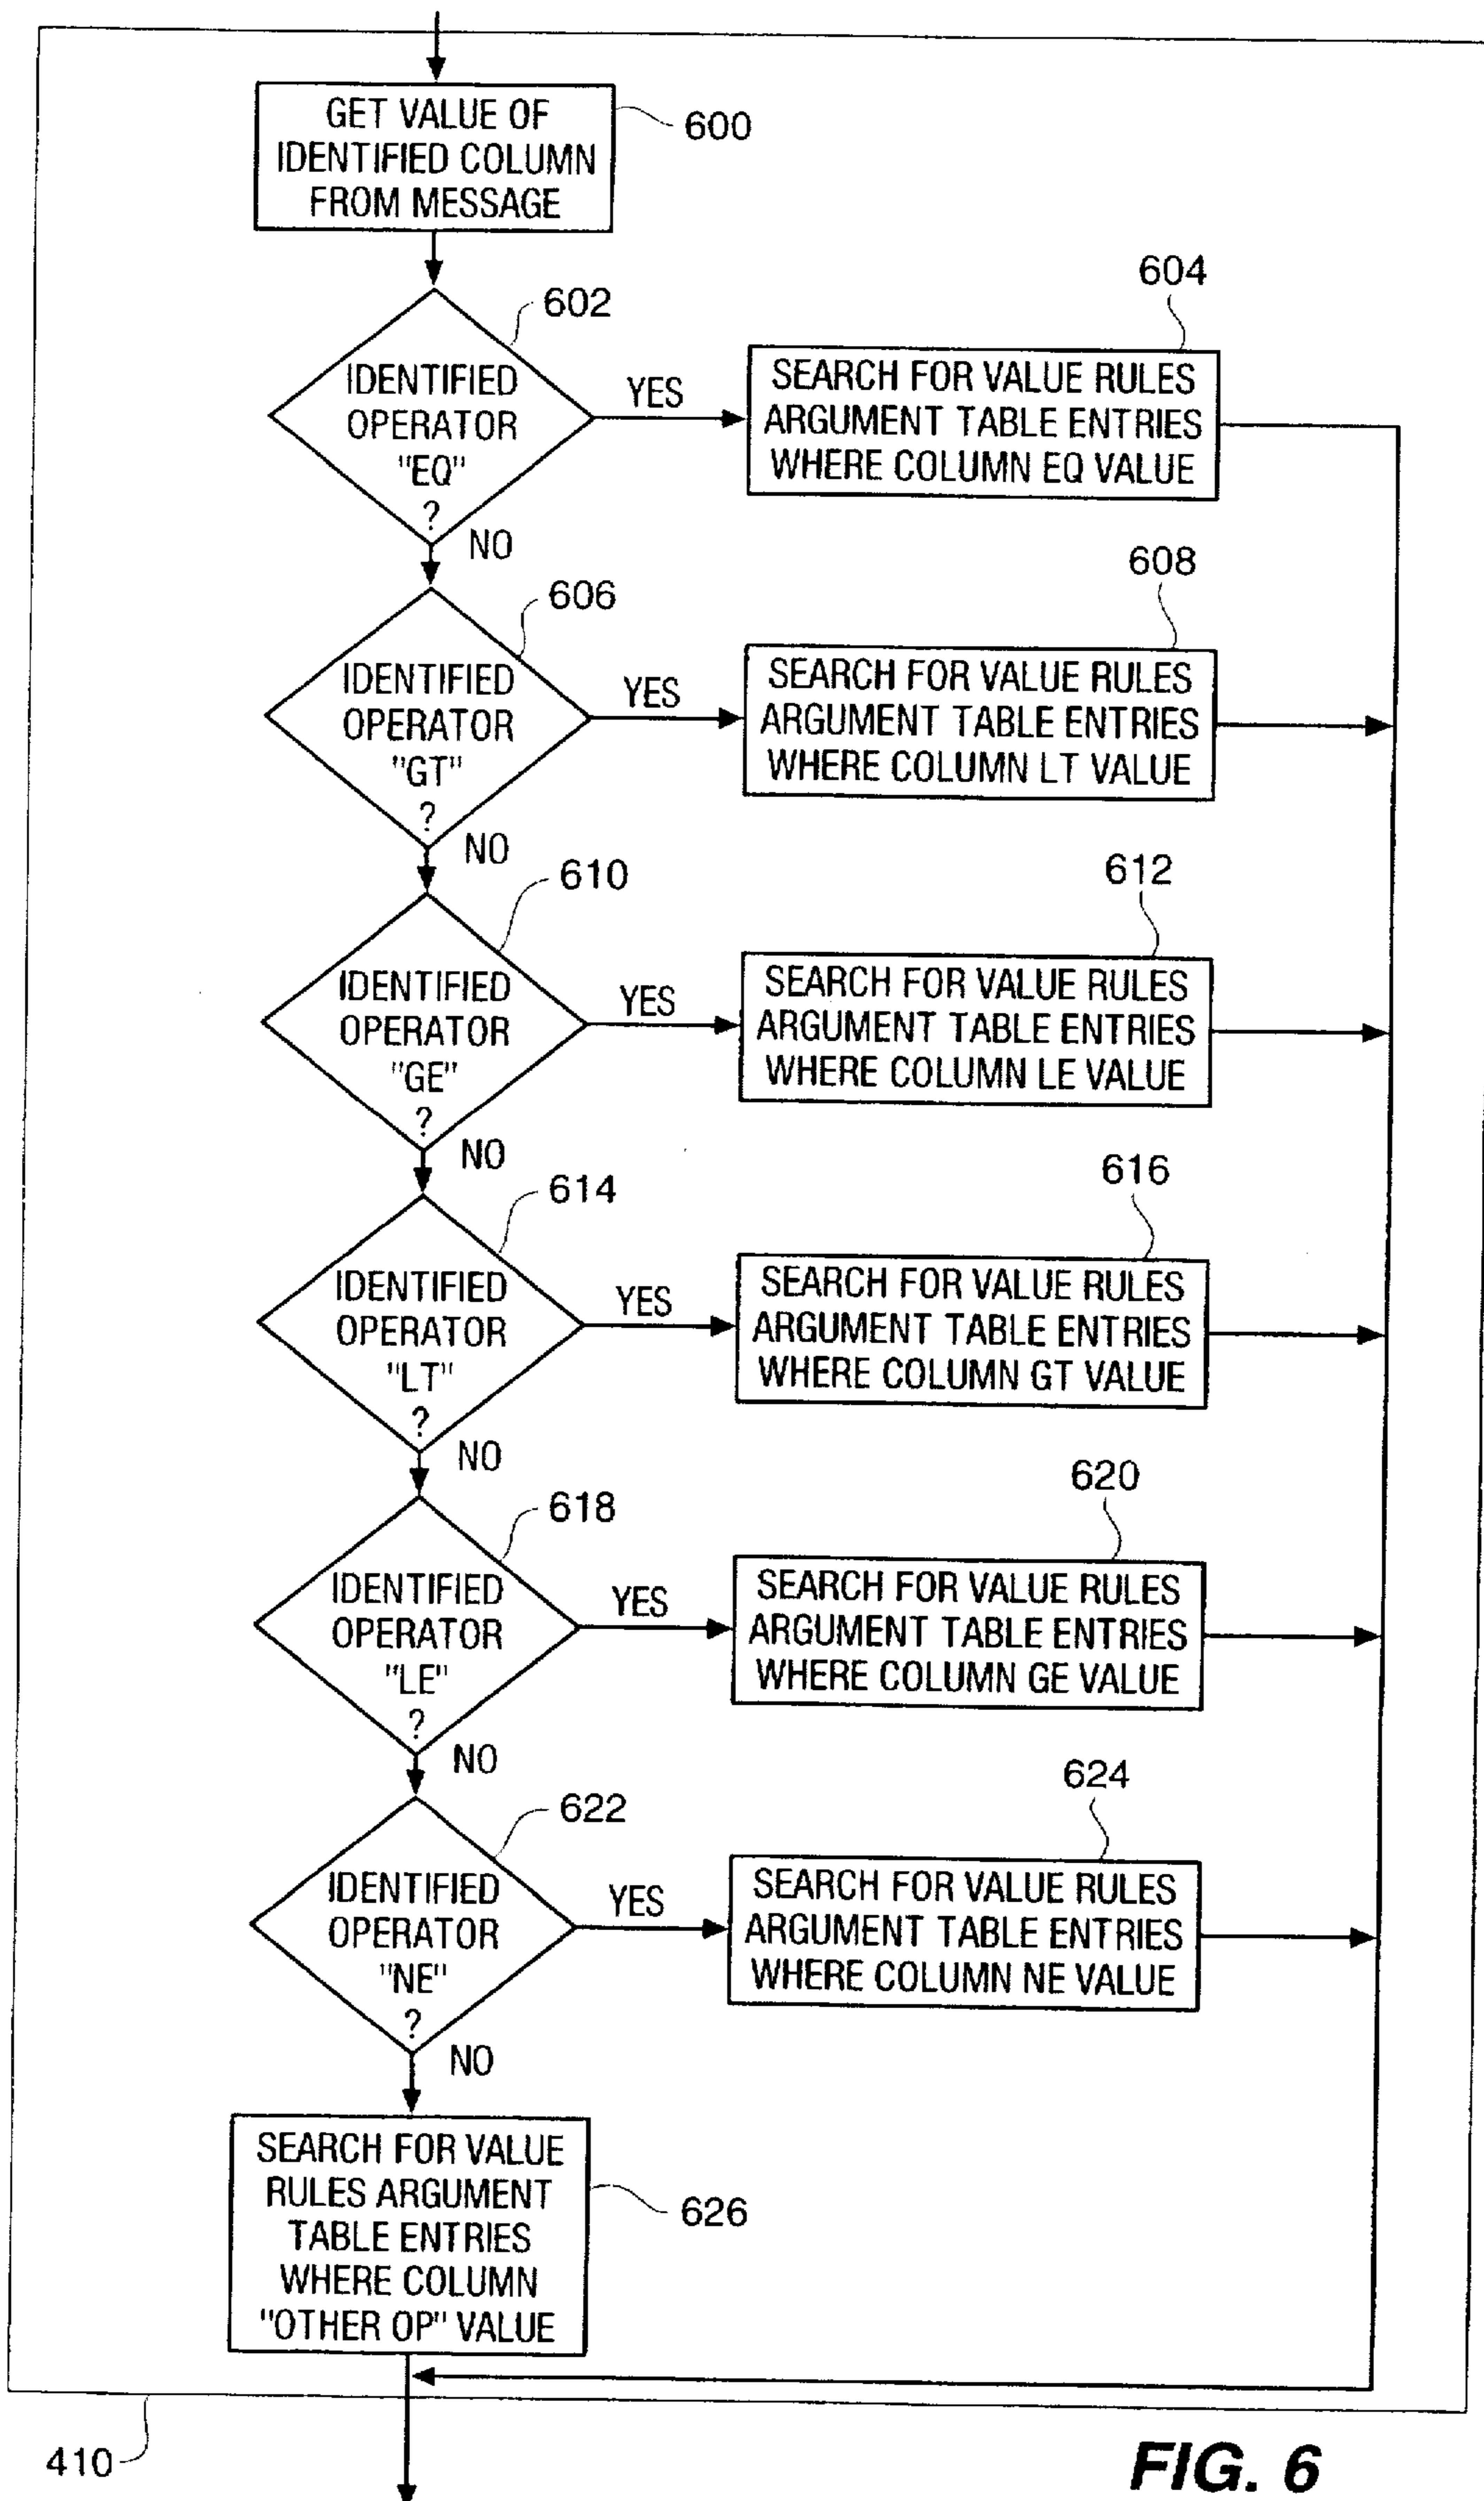 GET VALUE OF
IDENTIFIED COLUMN
FROM MESSAGE
600
602
IDENTIFIED
OPERATOR
"EQ"
?
YES
NO
604
SEARCH FOR VALUE RULES
ARGUMENT TABLE ENTRIES
WHERE COLUMN EQ VALUE
606
IDENTIFIED
OPERATOR
"GT"
?
YES
NO
608
SEARCH FOR VALUE RULES
ARGUMENT TABLE ENTRIES
WHERE COLUMN LT VALUE
610
IDENTIFIED
OPERATOR
"GE"
?
YES
NO
612
SEARCH FOR VALUE RULES
ARGUMENT TABLE ENTRIES
WHERE COLUMN LE VALUE
614
IDENTIFIED
OPERATOR
"LT"
?
YES
NO
616
SEARCH FOR VALUE RULES
ARGUMENT TABLE ENTRIES
WHERE COLUMN GT VALUE
618
IDENTIFIED
OPERATOR
"LE"
?
YES
NO
620
SEARCH FOR VALUE RULES
ARGUMENT TABLE ENTRIES
WHERE COLUMN GE VALUE
622
IDENTIFIED
OPERATOR
"NE"
?
YES
NO
624
SEARCH FOR VALUE RULES
ARGUMENT TABLE ENTRIES
WHERE COLUMN NE VALUE
SEARCH FOR VALUE
RULES ARGUMENT
TABLE ENTRIES
WHERE COLUMN
"OTHER OP" VALUE
626
410
FIG. 6